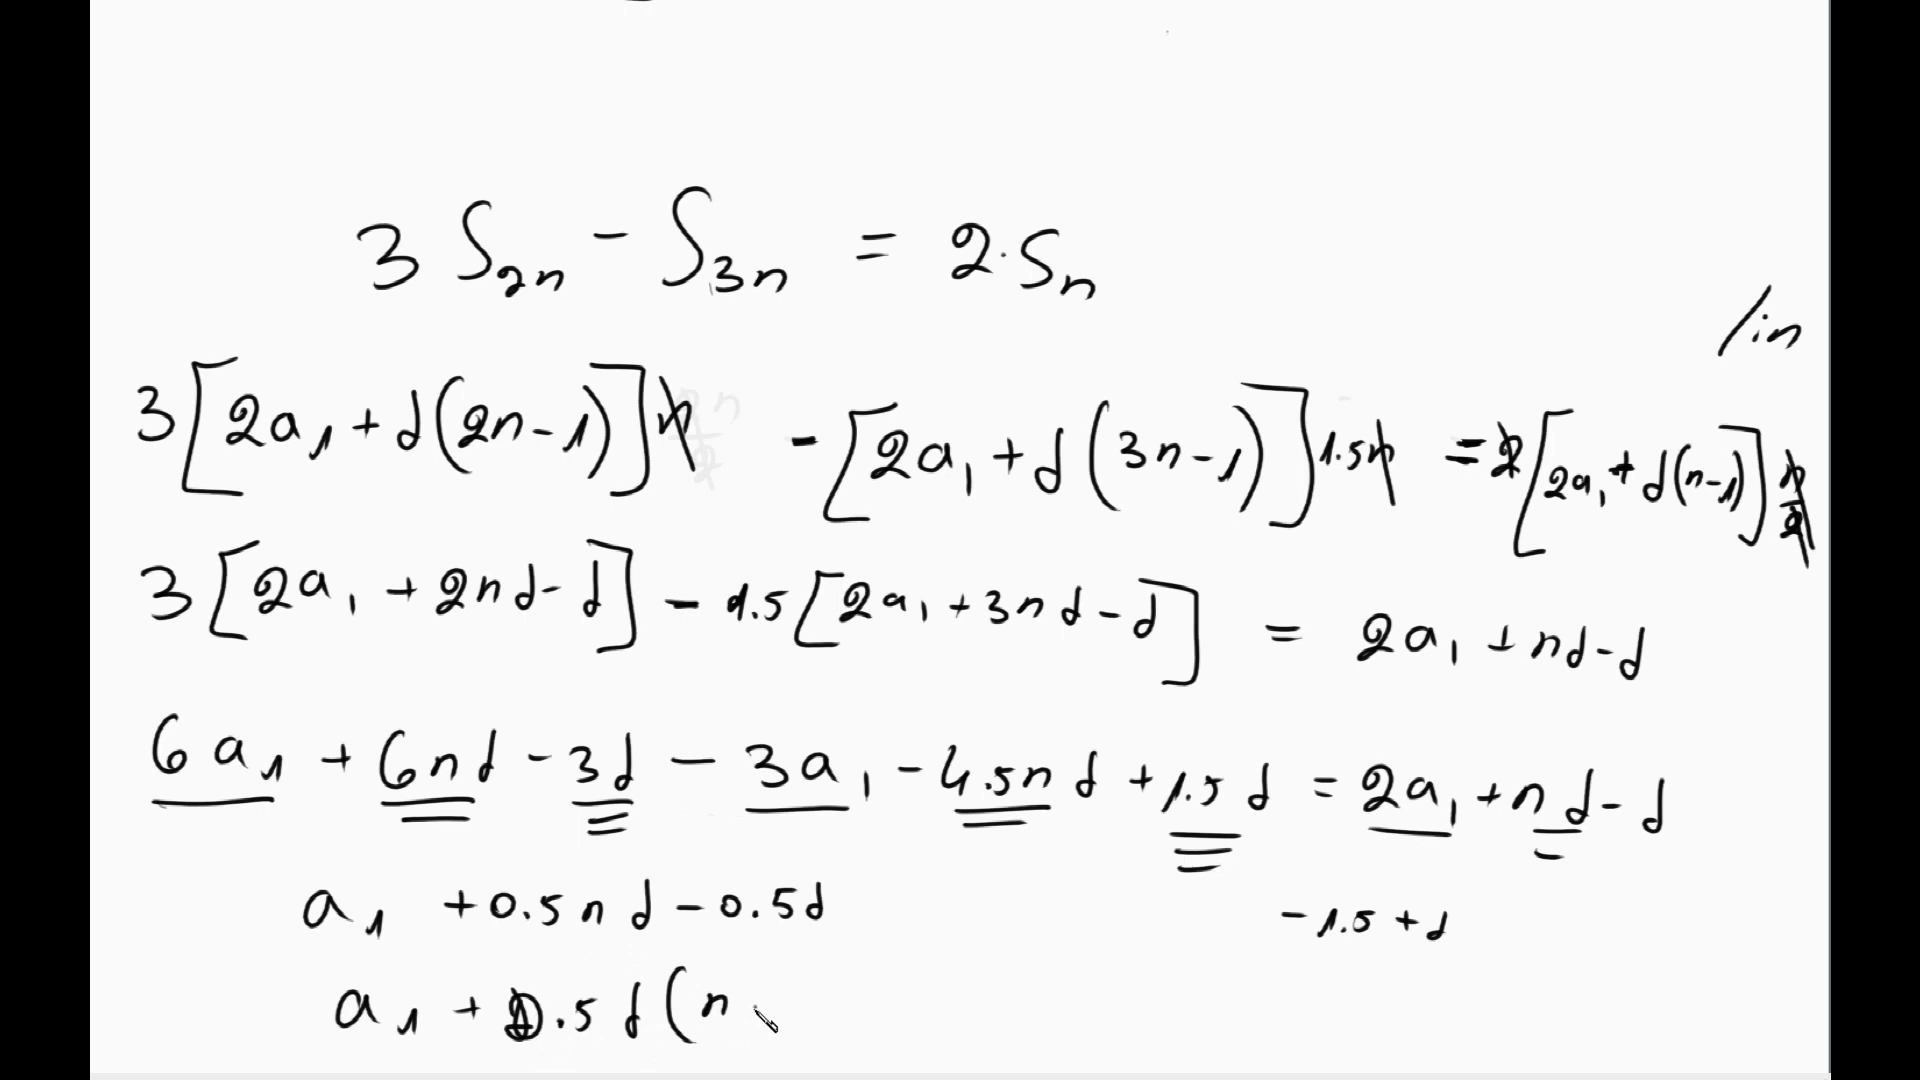 3 S₂ₙ - S₃ₙ = 2·Sₙ
/:n
3[2a₁ + d(2n-1)]n - [2a₁ + d(3n-1)]1.5n = 2[2a₁ + d(n-1)]n/2
3[2a₁ + 2nd - d] - 1.5[2a₁ + 3nd - d] = 2a₁ + nd - d
6a₁ + 6nd - 3d - 3a₁ - 4.5nd + 1.5d = 2a₁ + nd - d
a₁ + 0.5nd - 0.5d
-1.5 + d
a₁ + 0.5d(n